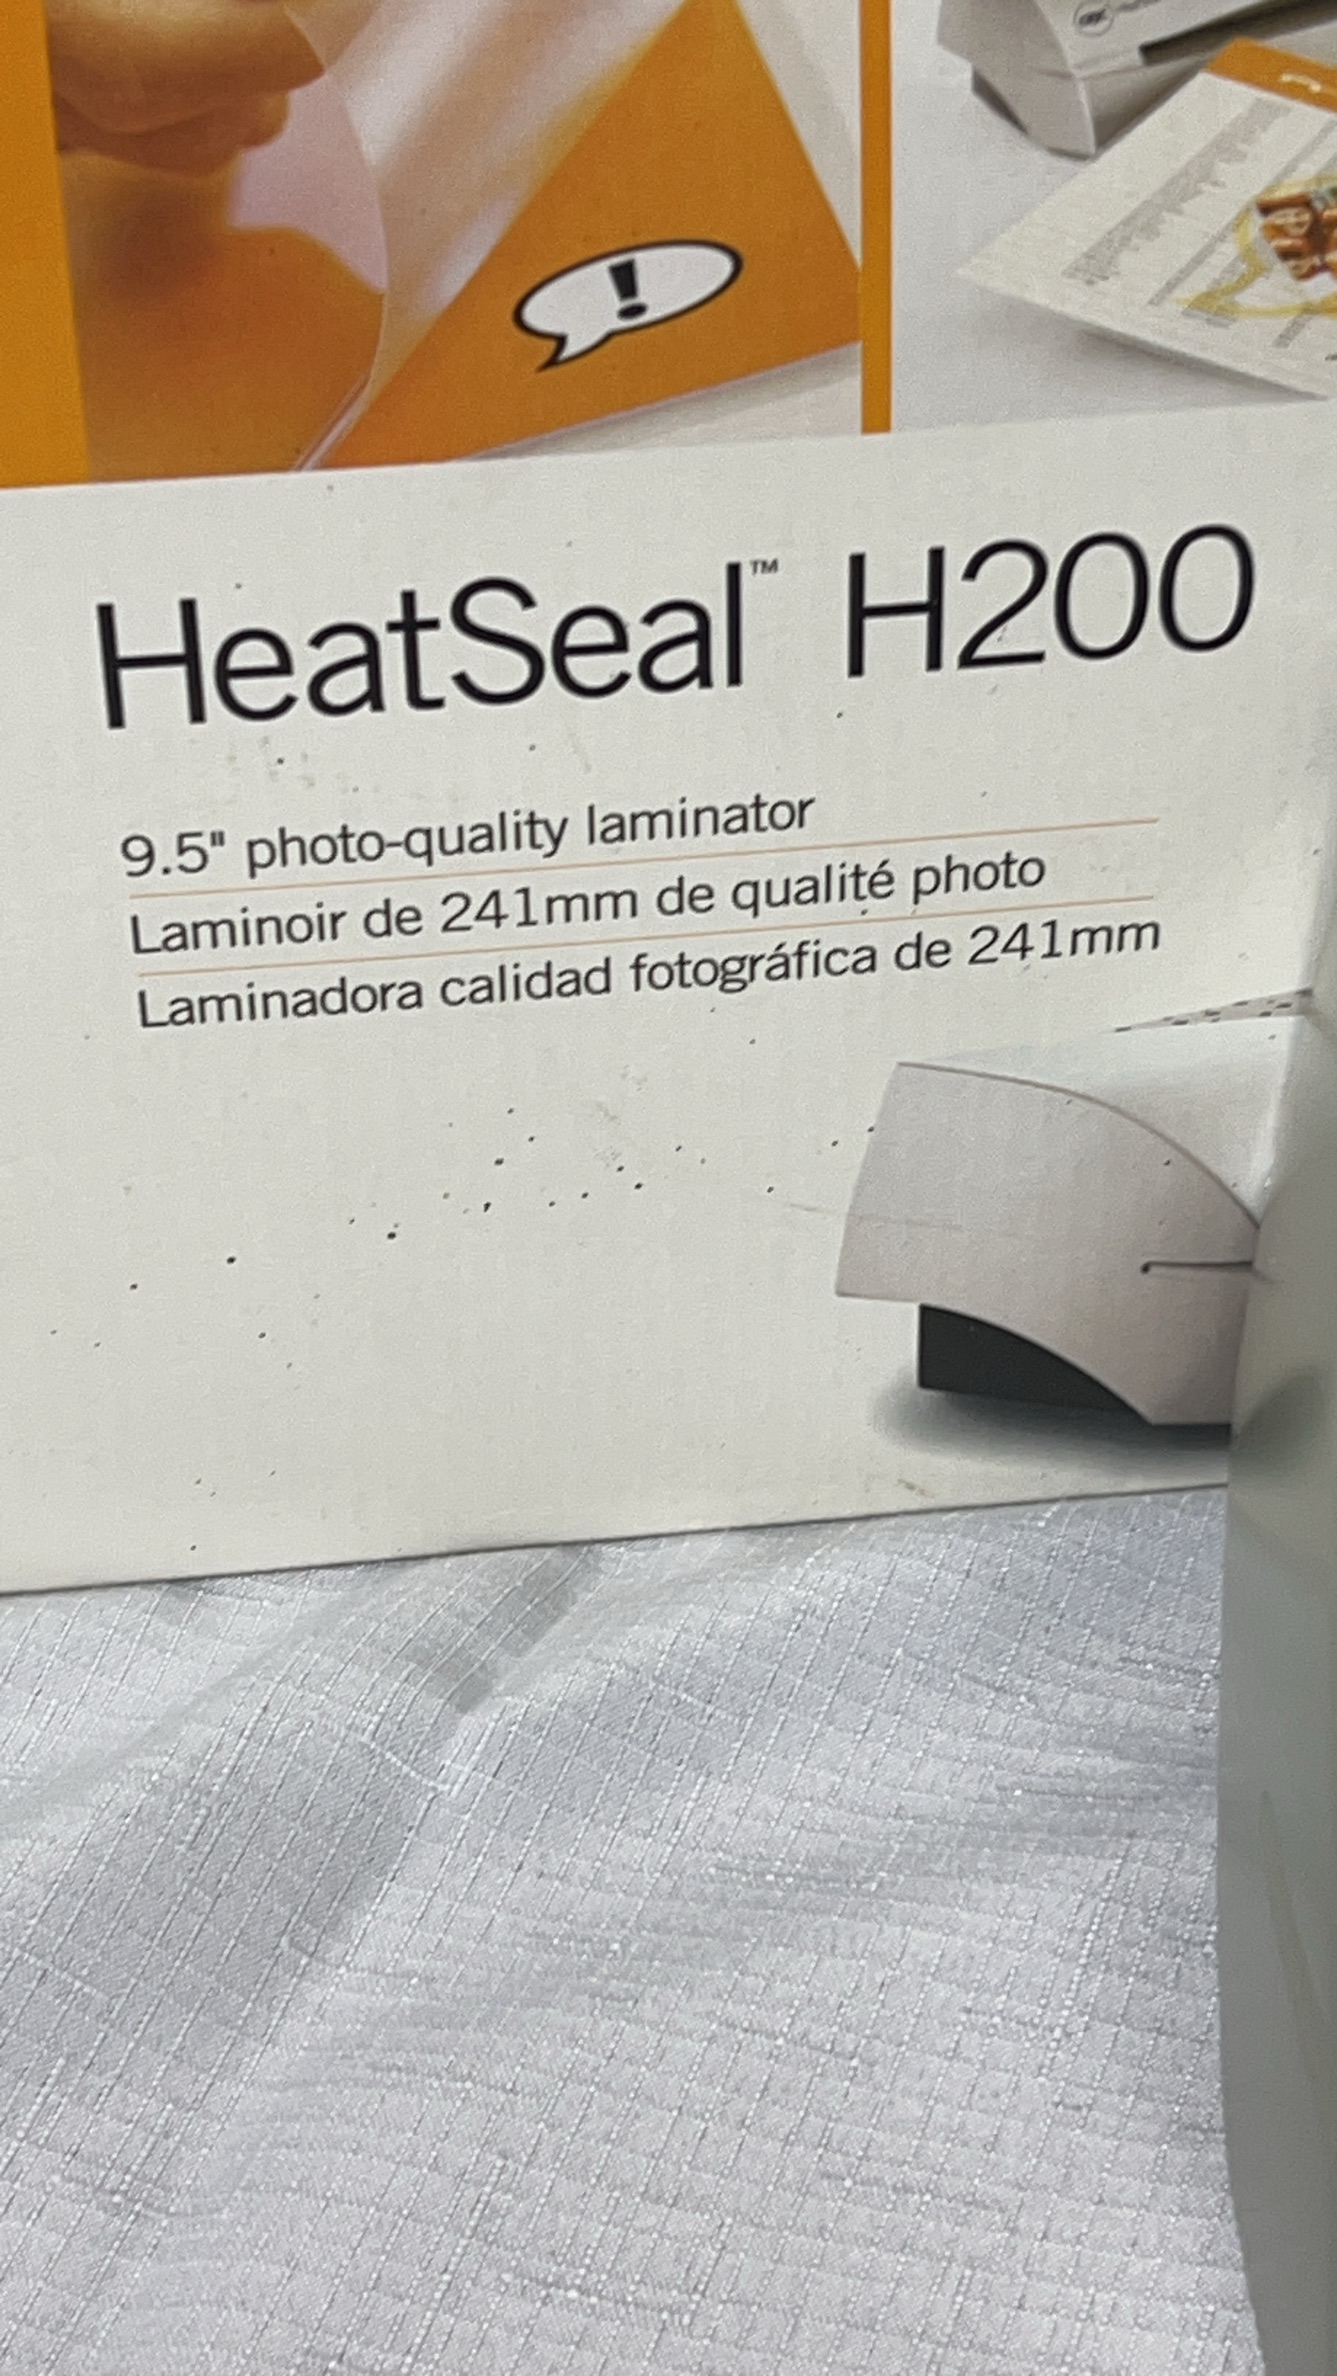 !
HeatSeal™ H200
9.5" photo-quality laminator
Laminoir de 241mm de qualité photo
Laminadora calidad fotográfica de 241mm